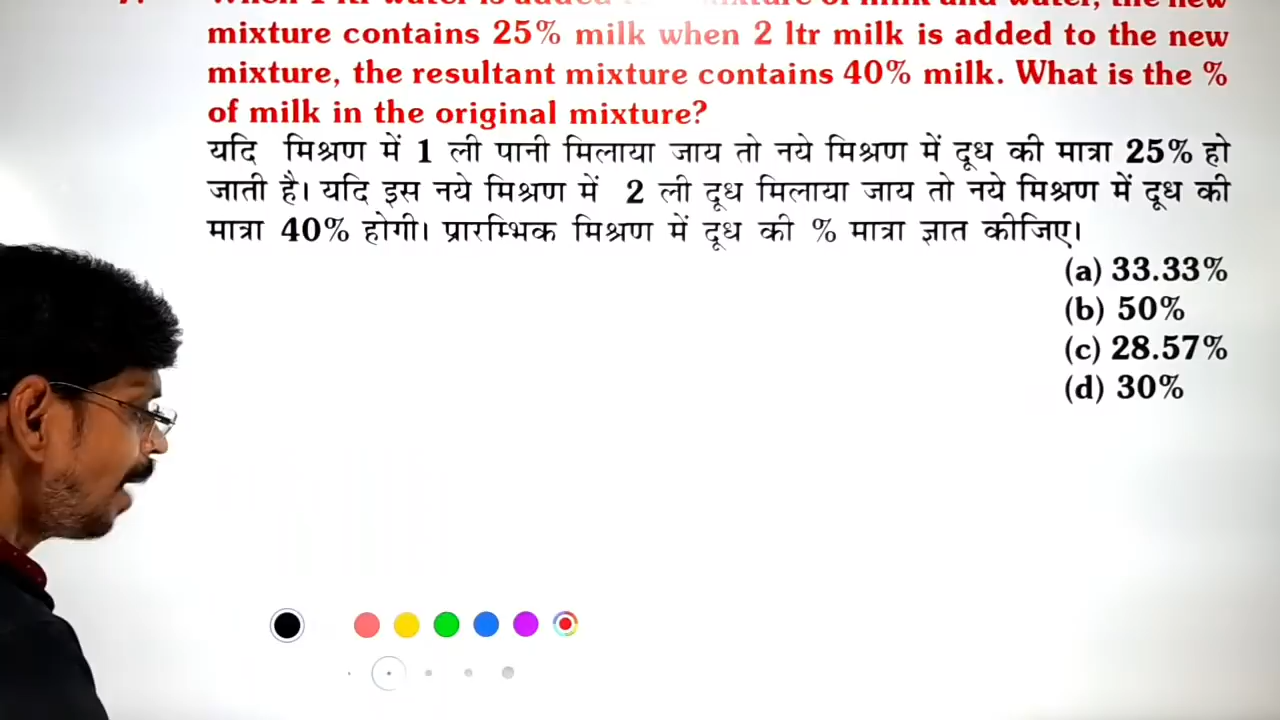 mixture contains 25% milk when 2 ltr milk is added to the new
mixture, the resultant mixture contains 40% milk. What is the %
of milk in the original mixture?
यदि मिश्रण में 1 ली पानी मिलाया जाय तो नये मिश्रण में दूध की मात्रा 25% हो
जाती है। यदि इस नये मिश्रण में 2 ली दूध मिलाया जाय तो नये मिश्रण में दूध की
मात्रा 40% होगी। प्रारम्भिक मिश्रण में दूध की % मात्रा ज्ञात कीजिए।
(a) 33.33%
(b) 50%
(c) 28.57%
(d) 30%